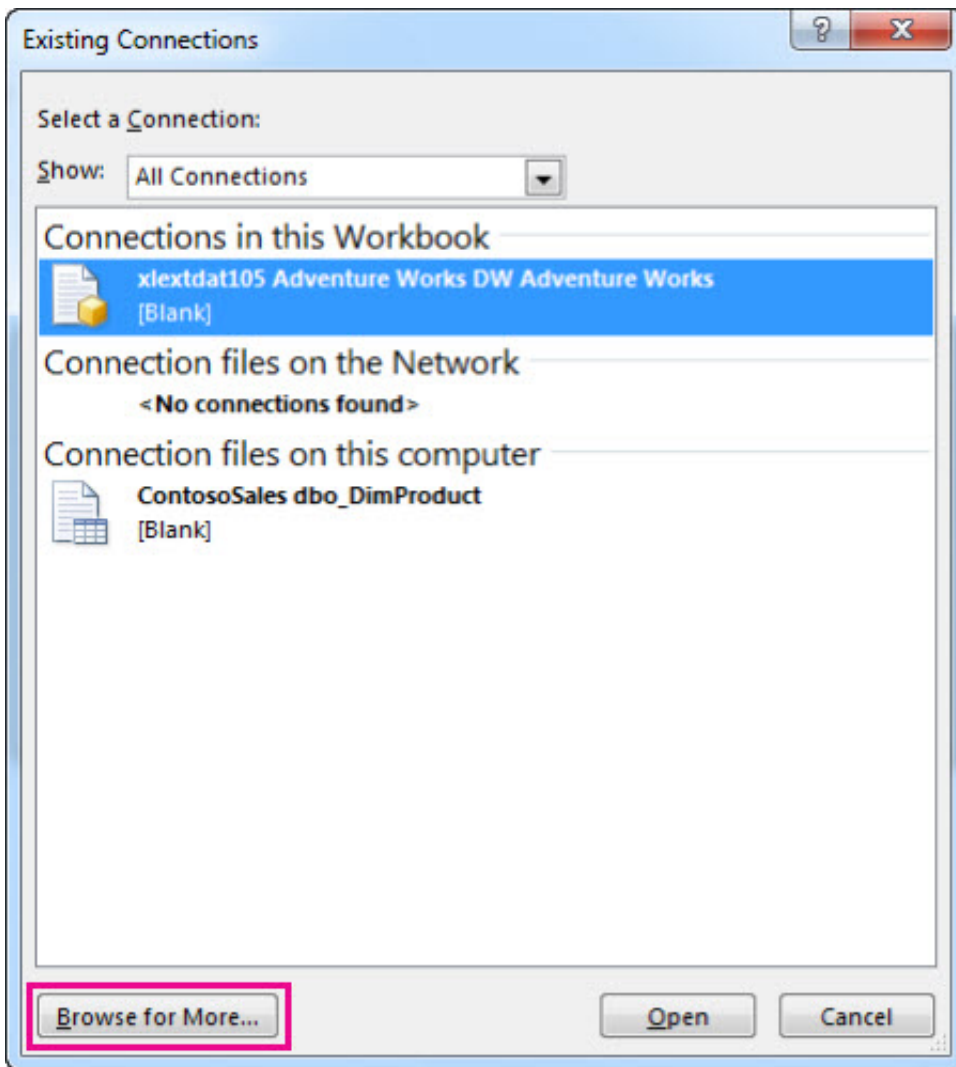 Existing Connections
Select a Connection:
Show: All Connections
Connections in this Workbook
xlextdat105 Adventure Works DW Adventure Works
[Blank]
Connection files on the Network
<No connections found>
Connection files on this computer
ContosoSales dbo_DimProduct
[Blank]
Browse for More... Open Cancel